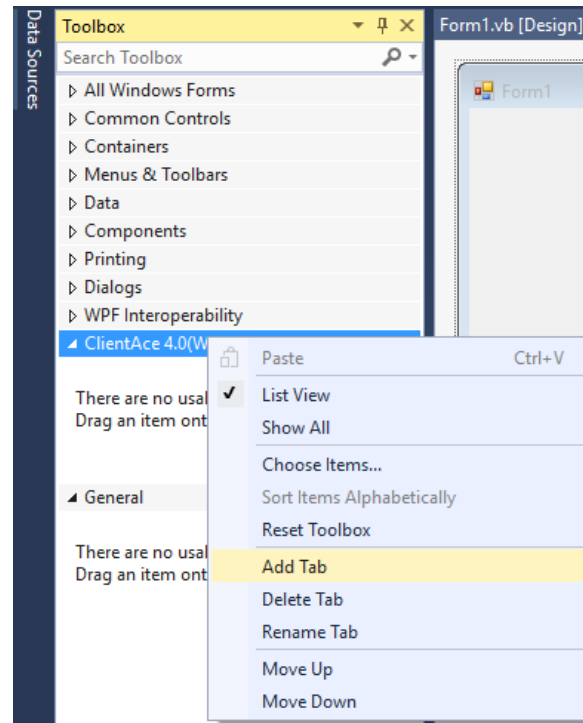 Data Sources
Toolbox
Form1.vb [Design]
Search Toolbox
Form1
All Windows Forms
Common Controls
Containers
Menus & Toolbars
Data
Components
Printing
Dialogs
WPF Interoperability
ClientAce 4.0(W
Paste Ctrl+V
List View
There are no usal
Drag an item ont
Show All
Choose Items...
Sort Items Alphabetically
General
Reset Toolbox
There are no usal
Drag an item ont
Add Tab
Delete Tab
Rename Tab
Move Up
Move Down